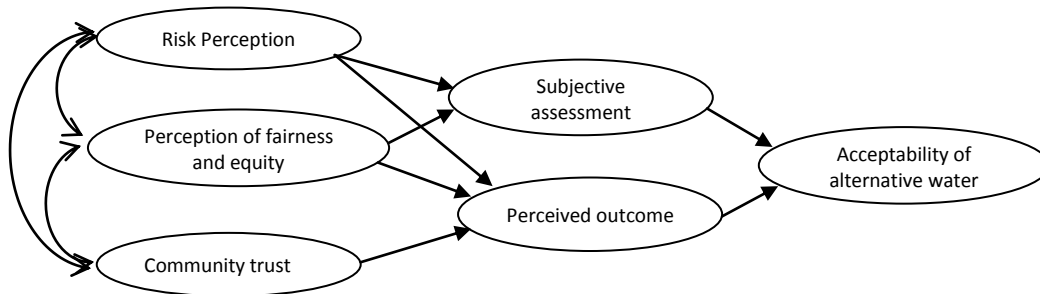 Risk Perception
Perception of fairness
and equity
Community trust
Subjective
assessment
Perceived outcome
Acceptability of
alternative water